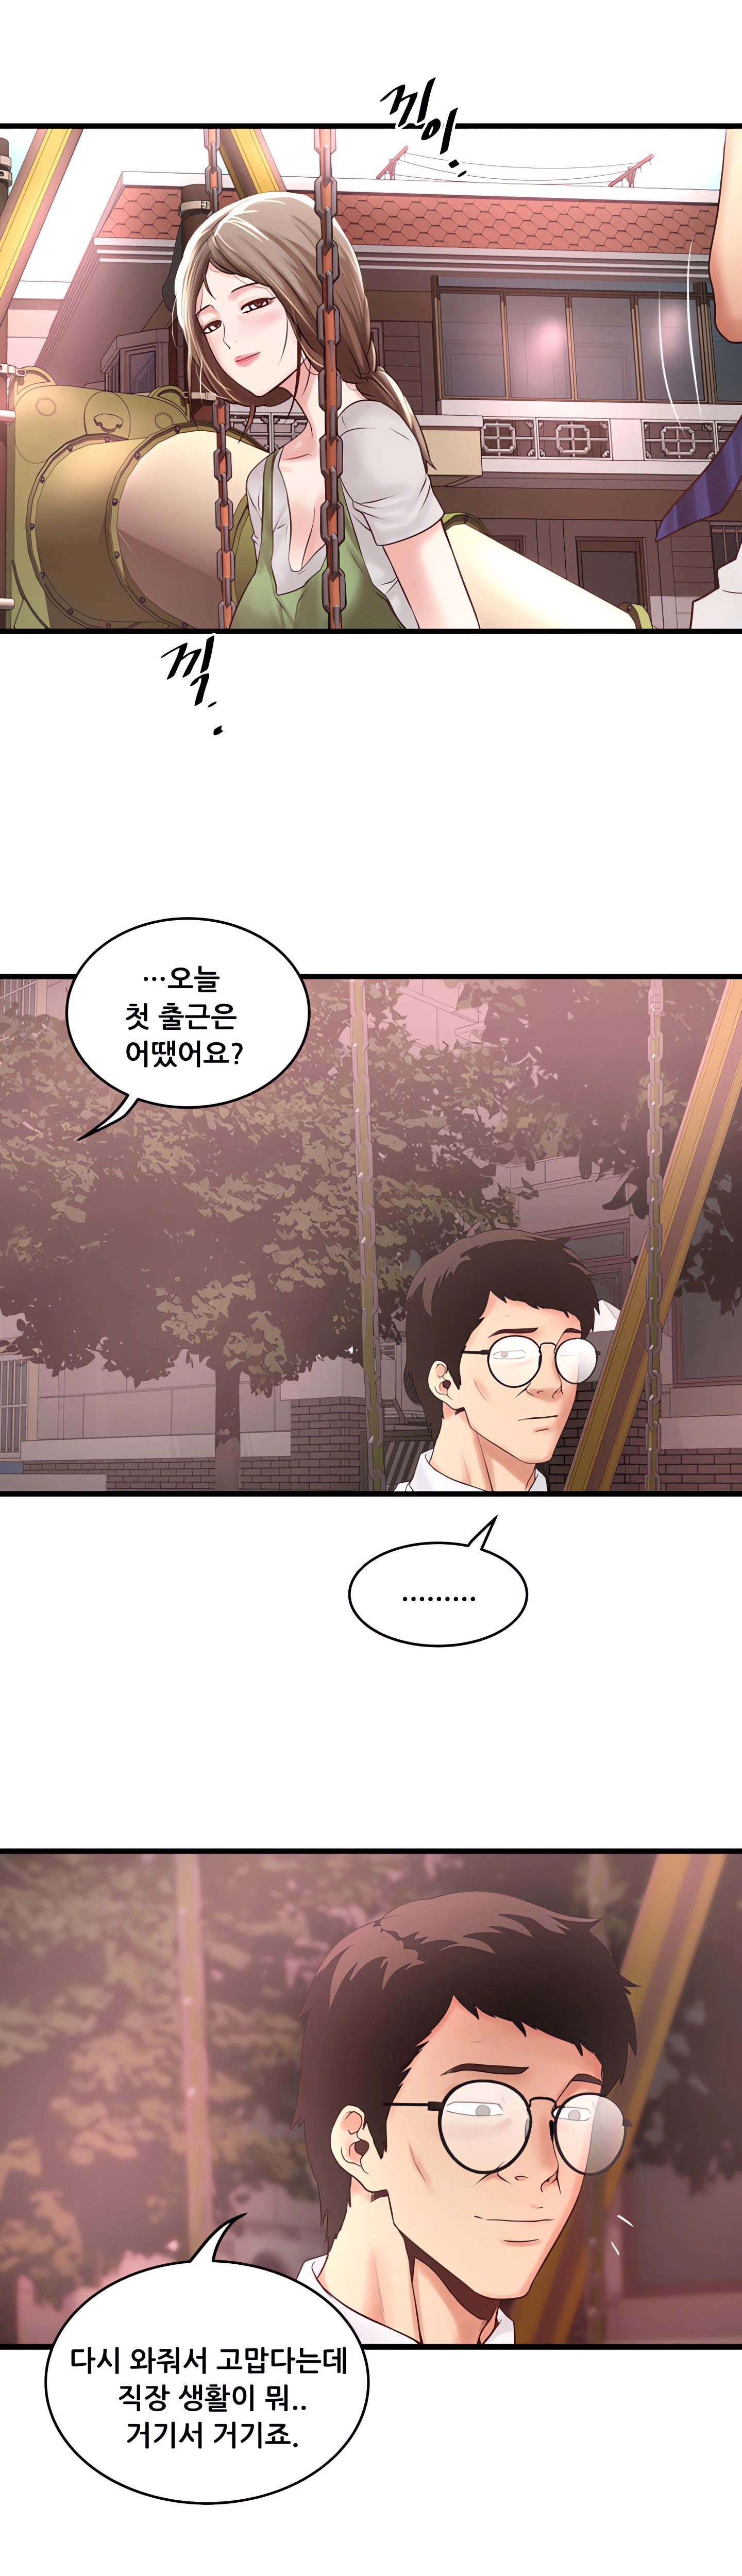 끼이..
끽.
…오늘
첫 출근은
어땠어요?
.........
다시 와줘서 고맙다는데
직장 생활이 뭐..
거기서 거기죠.